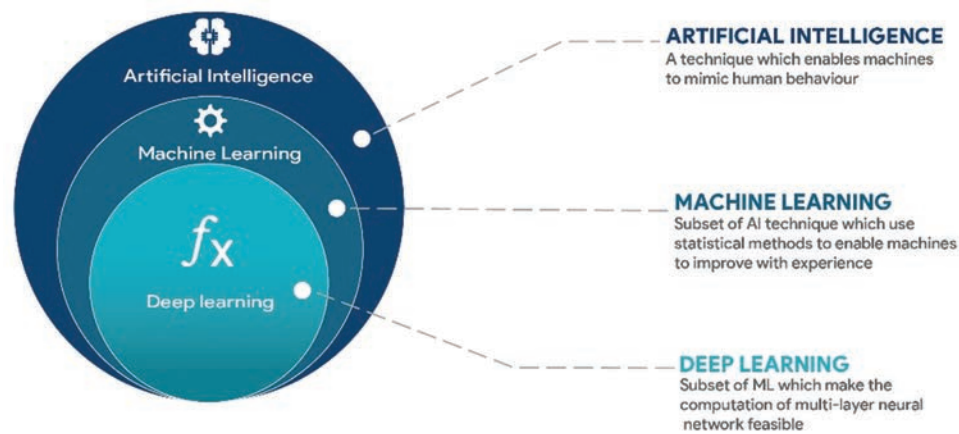 Artificial Intelligence
Machine Learning
fx
Deep learning
ARTIFICIAL INTELLIGENCE
A technique which enables machines
to mimic human behaviour
MACHINE LEARNING
Subset of AI technique which use
statistical methods to enable machines
to improve with experience
DEEP LEARNING
Subset of ML which make the
computation of multi-layer neural
network feasible